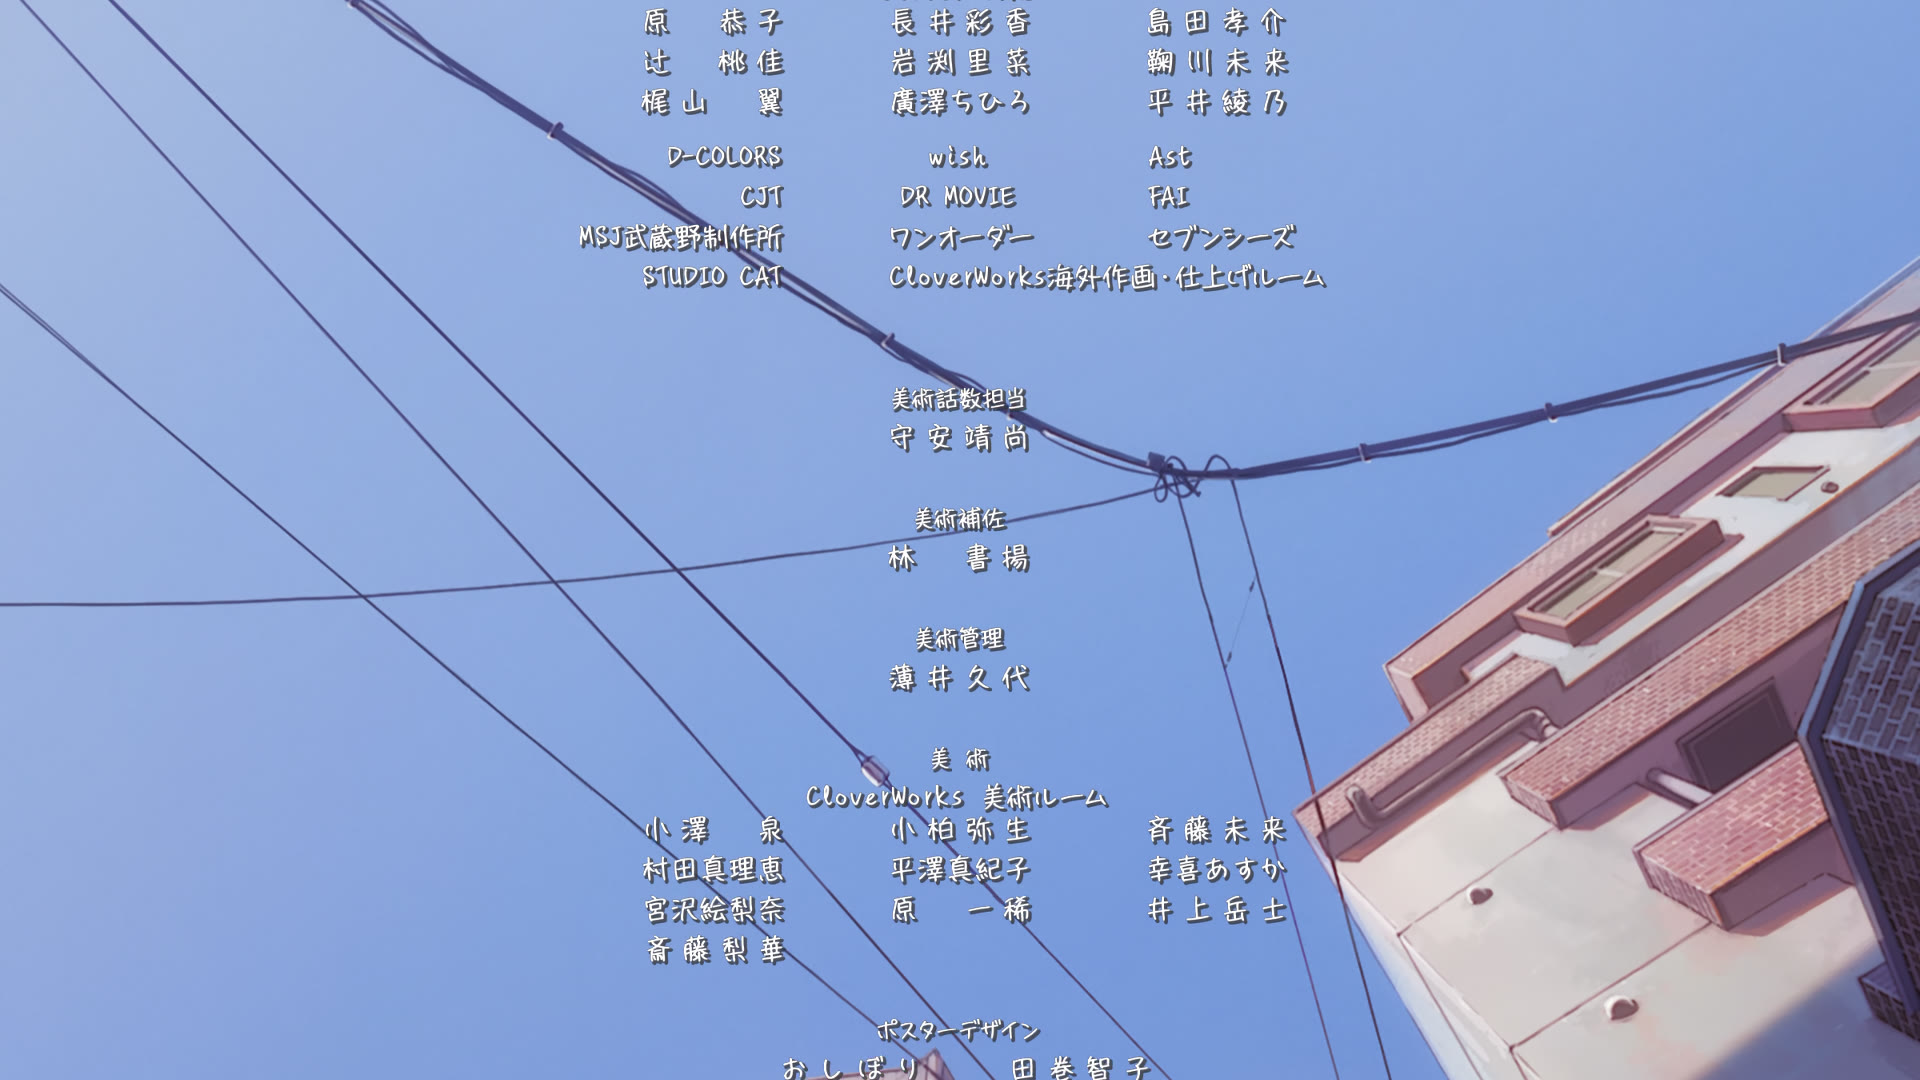 原 恭子 長井彩香 島田孝介
辻 桃佳 岩渕里菜 鞠川未来
梶山 翼 廣澤ちひろ 平井綾乃
D-COLORS wish Ast
CJT DR MOVIE FAI
MSJ武蔵野制作所 ワンオーダー セブンシーズ
STUDIO CAT CloverWorks海外作画・仕上げルーム
美術話数担当
守安靖尚
美術補佐
林 書揚
美術管理
薄井久代
美術
CloverWorks 美術ルーム
小澤 泉 小柏弥生 斉藤未来
村田真理恵 平澤真紀子 幸喜あすか
宮沢絵梨奈 原 一稀 井上岳士
斎藤梨華
ポスターデザイン
おしぼり 田巻智子